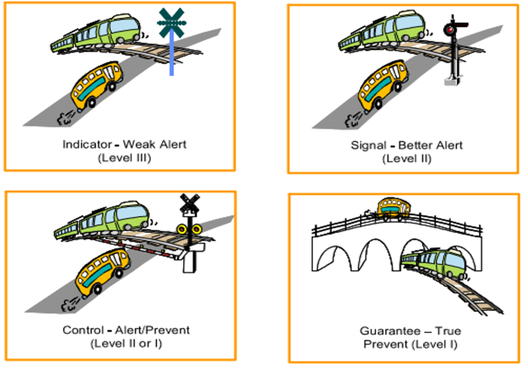 Indicator - Weak Alert
(Level III)
Signal - Better Alert
(Level II)
Control - Alert/Prevent
(Level II or I)
Guarantee – True
Prevent (Level I)